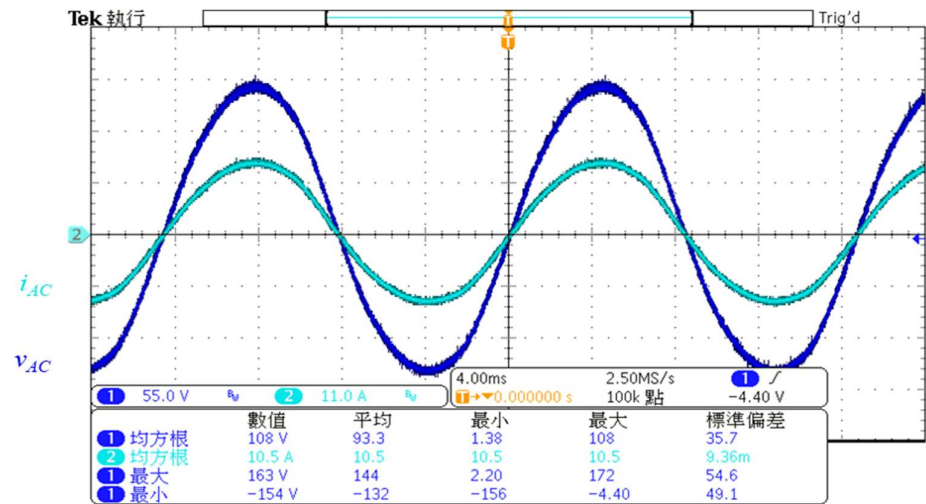 Tek 執行 T Trig'd
T
2
i_AC
v_AC
1 55.0 V BW 2 11.0 A BW
4.00ms 2.50MS/s 1 ∫
T→▼0.000000 s 100k 點 −4.40 V
數值 平均 最小 最大 標準偏差
1 均方根 108 V 93.3 1.38 108 35.7
2 均方根 10.5 A 10.5 10.5 10.5 9.36m
1 最大 163 V 144 2.20 172 54.6
1 最小 −154 V −132 −156 −4.40 49.1